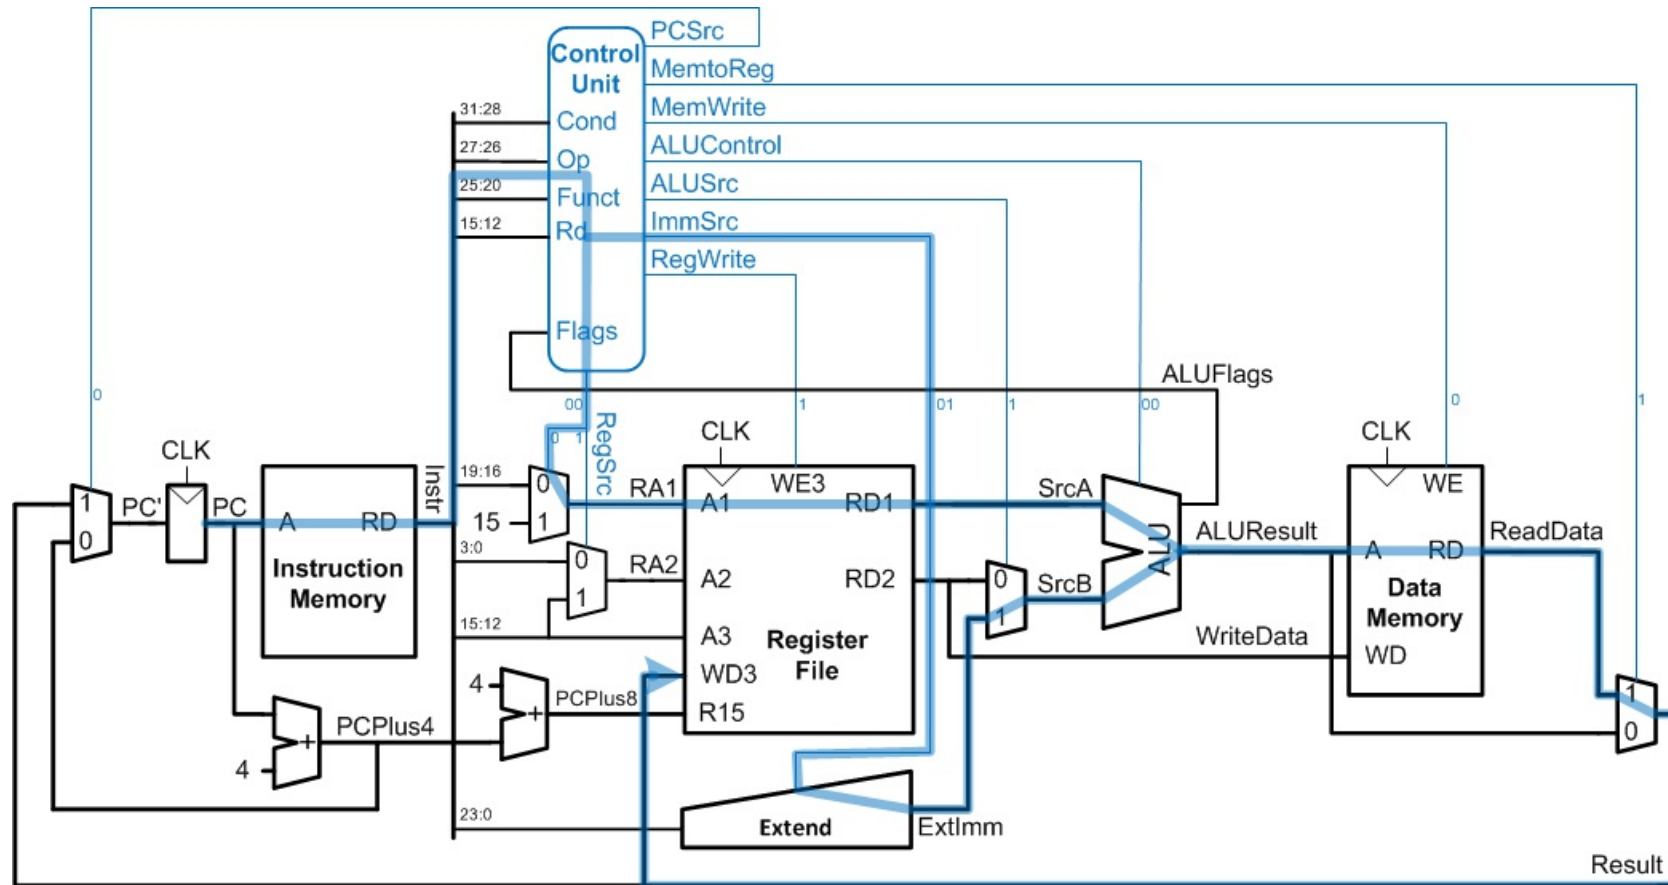 PCSrc
Control
Unit
MemtoReg
31:28
Cond
MemWrite
27:26
Op
ALUControl
25:20
Funct
ALUSrc
15:12
Rd
ImmSrc
RegWrite
Flags
ALUFlags
0
00
1
01
1
00
0
1
0 1
RegSrc
CLK
CLK
CLK
Instr
19:16
0
RA1
A1
WE3
RD1
SrcA
WE
1
PC'
PC
A
RD
15
1
0
Instruction
Memory
3:0
0
RA2
A2
RD2
0
SrcB
ALU
ALUResult
A
RD
ReadData
1
1
Data
Memory
15:12
A3
Register
File
WriteData
WD
WD3
4
PCPlus8
+
R15
1
0
PCPlus4
+
4
23:0
Extend
ExtImm
Result